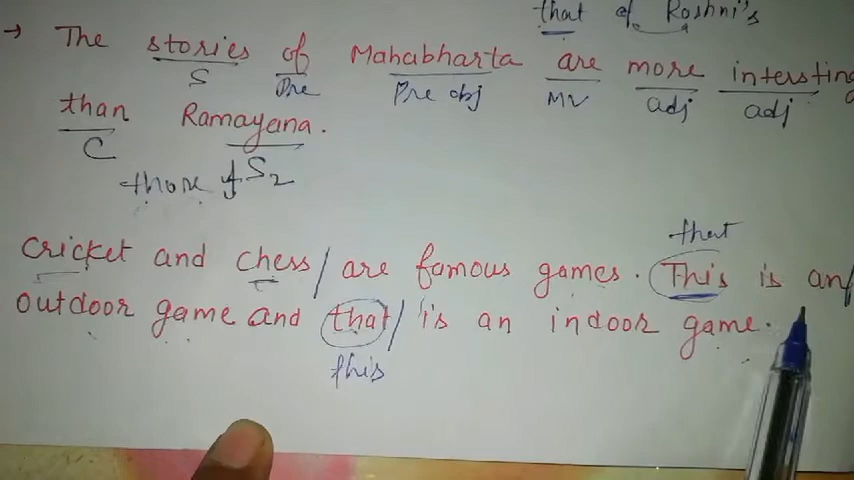 that of Roshni's
→ The stories of Mahabharta are more intersting
S Pre Pre obj MV adj adj
than Ramayana.
C S2
those of
that
Cricket and chess / are famous games. This is an/
outdoor game and that / is an indoor game.
this